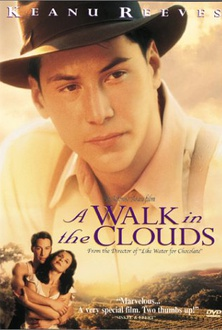 KEANU REEVES
A WALK in
the CLOUDS
From the Director of "Like Water for Chocolate"
"Marvelous...
A very special film. Two thumbs up!"
DVD